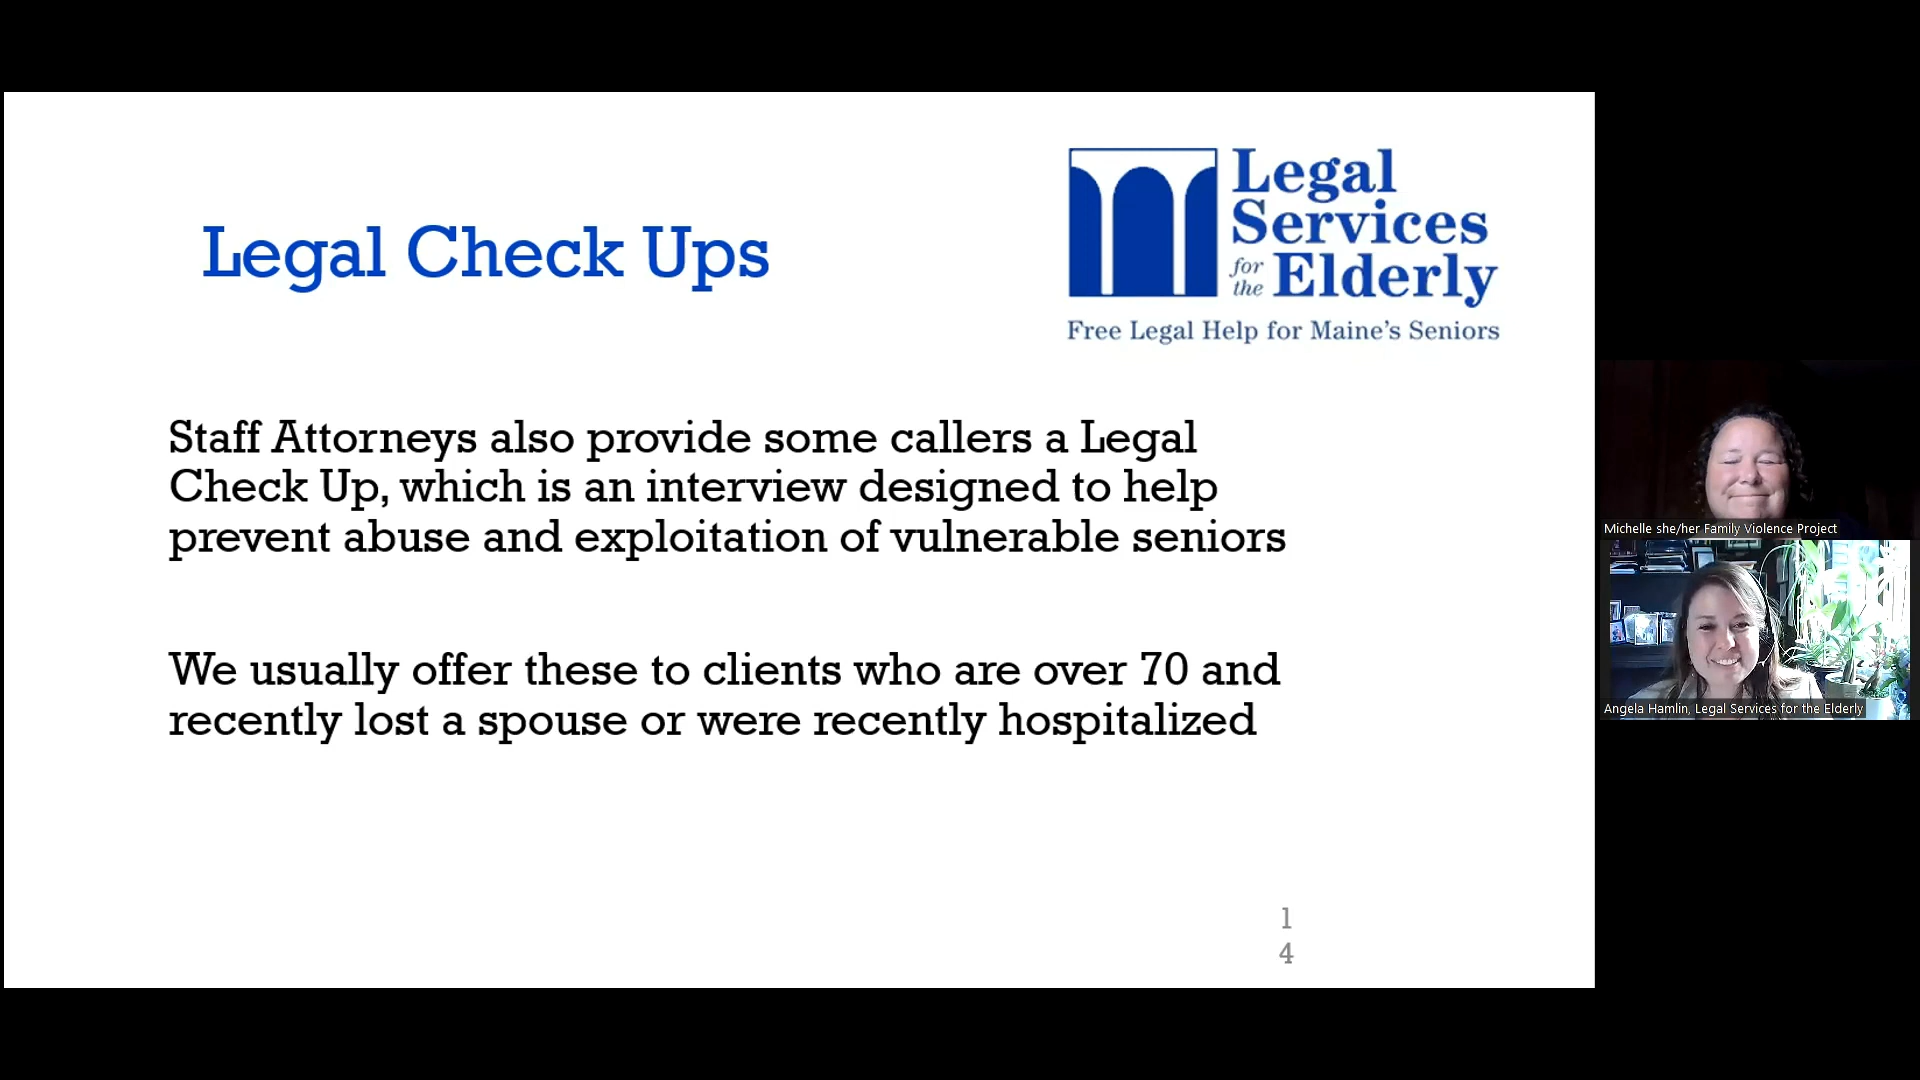 Legal Check Ups
Legal
Services
for
the Elderly
Free Legal Help for Maine's Seniors
Staff Attorneys also provide some callers a Legal
Check Up, which is an interview designed to help
prevent abuse and exploitation of vulnerable seniors
We usually offer these to clients who are over 70 and
recently lost a spouse or were recently hospitalized
1
4
Michelle she/her Family Violence Project
Angela Hamlin, Legal Services for the Elderly